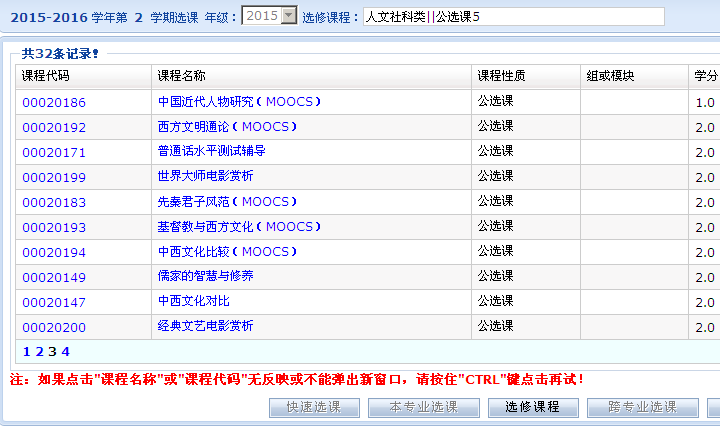 2015-2016 学年第 2 学期选课 年级：2015 选修课程：人文社科类||公选课5
共32条记录!
课程代码 课程名称 课程性质 组或模块 学分
00020186 中国近代人物研究（MOOCS） 公选课 1.0
00020192 西方文明通论（MOOCS） 公选课 2.0
00020171 普通话水平测试辅导 公选课 2.0
00020199 世界大师电影赏析 公选课 2.0
00020183 先秦君子风范（MOOCS） 公选课 2.0
00020193 基督教与西方文化（MOOCS） 公选课 2.0
00020194 中西文化比较（MOOCS） 公选课 2.0
00020149 儒家的智慧与修养 公选课 2.0
00020147 中西文化对比 公选课 2.0
00020200 经典文艺电影赏析 公选课 2.0
1 2 3 4
注：如果点击"课程名称"或"课程代码"无反映或不能弹出新窗口，请按住"CTRL"键点击再试！
快速选课 本专业选课 选修课程 跨专业选课